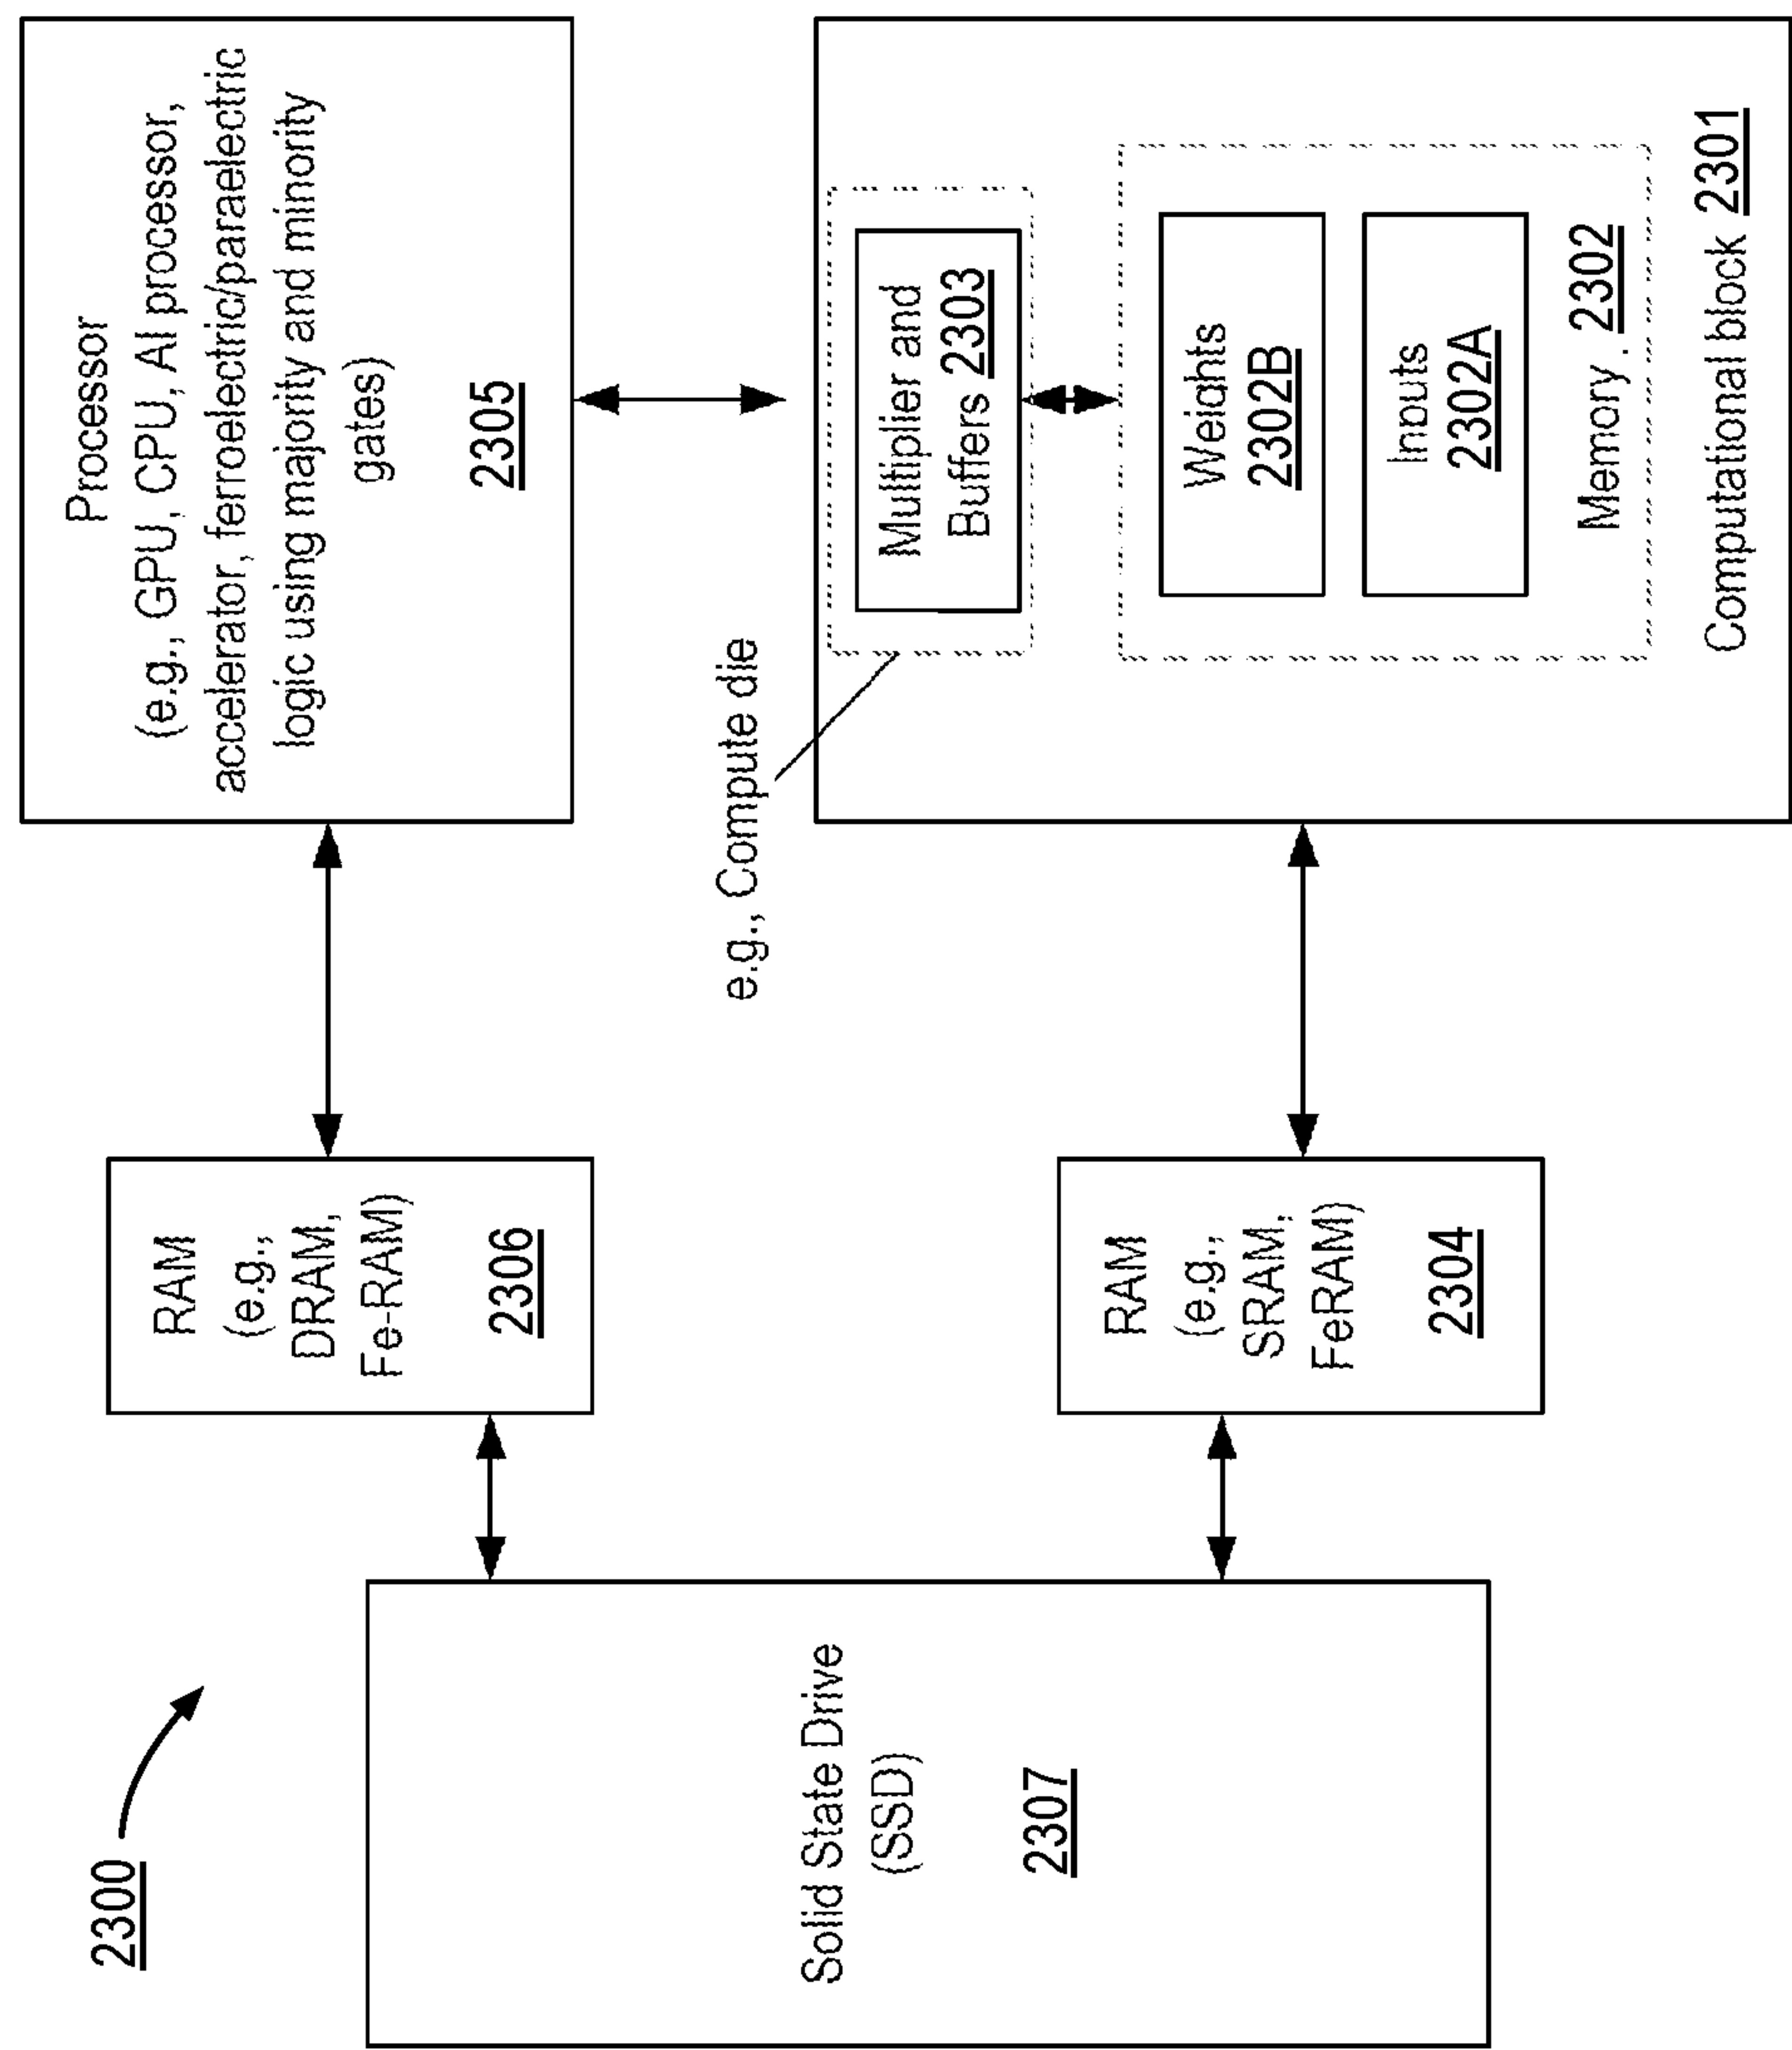 2300
Solid State Drive
(SSD)
2307
RAM
(e.g.,
DRAM,
Fe-RAM)
2306
RAM
(e.g.,
SRAM,
FeRAM)
2304
Processor
(e.g., GPU, CPU, AI processor,
accelerator, ferroelectric/paraelectric
logic using majority and minority
gates)
2305
e.g., Compute die
Multiplier and
Buffers 2303
Weights
2302B
Inputs
2302A
Memory . 2302
Computational block 2301